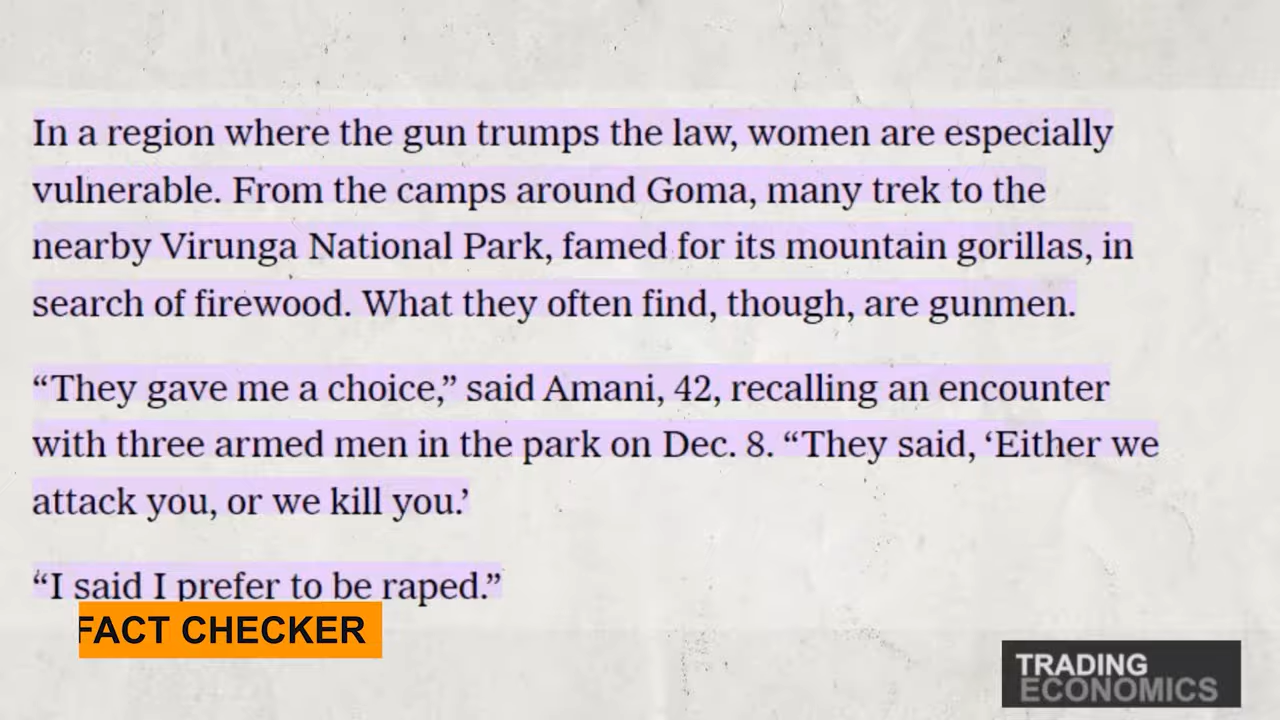 In a region where the gun trumps the law, women are especially
vulnerable. From the camps around Goma, many trek to the
nearby Virunga National Park, famed for its mountain gorillas, in
search of firewood. What they often find, though, are gunmen.
“They gave me a choice,” said Amani, 42, recalling an encounter
with three armed men in the park on Dec. 8. “They said, ‘Either we
attack you, or we kill you.’
“I said I prefer to be raped.”
FACT CHECKER
TRADING
ECONOMICS